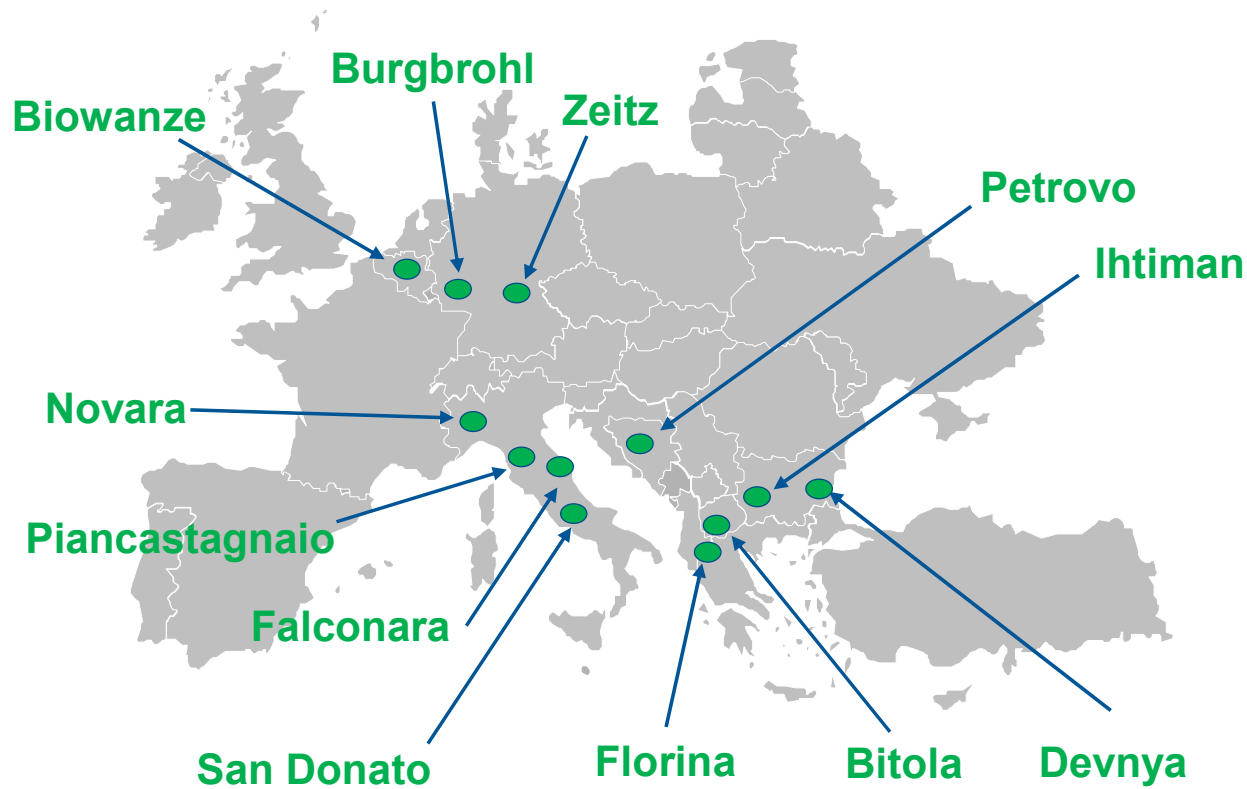 Burgbrohl
Zeitz
Biowanze
Petrovo
Ihtiman
Novara
Piancastagnaio
Falconara
San Donato
Florina
Bitola
Devnya